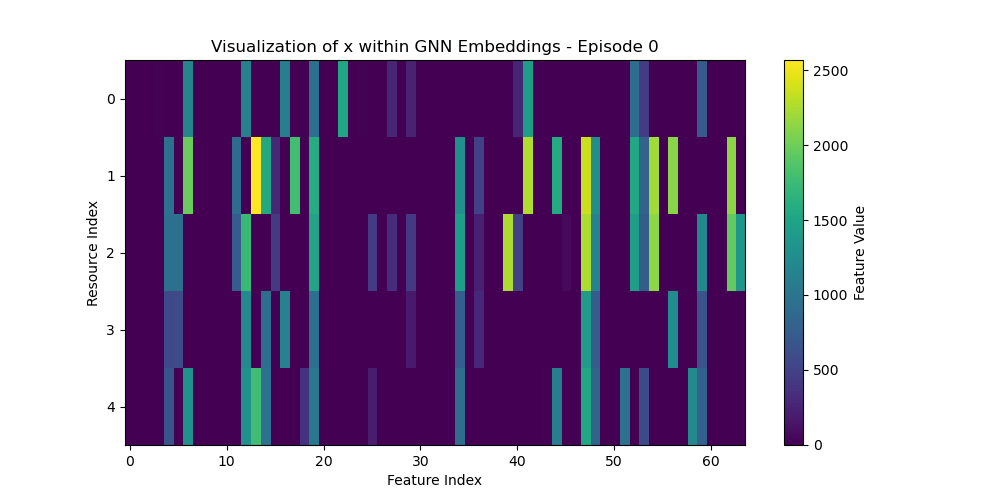 Visualization of x within GNN Embeddings - Episode 0
Resource Index
0
1
2
3
4
0 10 20 30 40 50 60
Feature Index
2500
2000
1500
1000
500
0
Feature Value